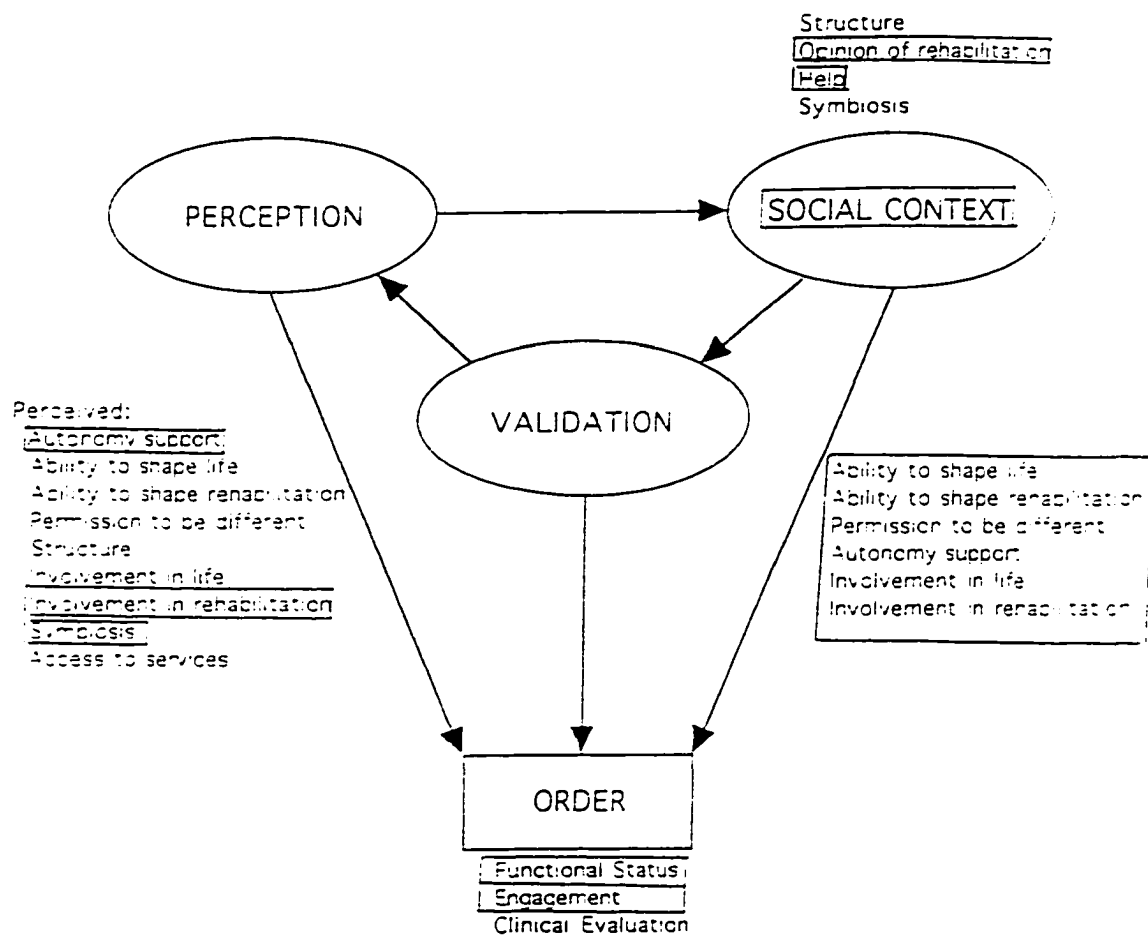 Structure
Opinion of rehabilitation
Help
Symbiosis
PERCEPTION
SOCIAL CONTEXT
VALIDATION
Perceived:
Autonomy support
Ability to shape life
Ability to shape rehabilitation
Permission to be different
Structure
Involvement in life
Involvement in rehabilitation
Symbiosis
Access to services
Ability to shape life
Ability to shape rehabilitation
Permission to be different
Autonomy support
Involvement in life
Involvement in rehabilitation
ORDER
Functional Status
Engagement
Clinical Evaluation